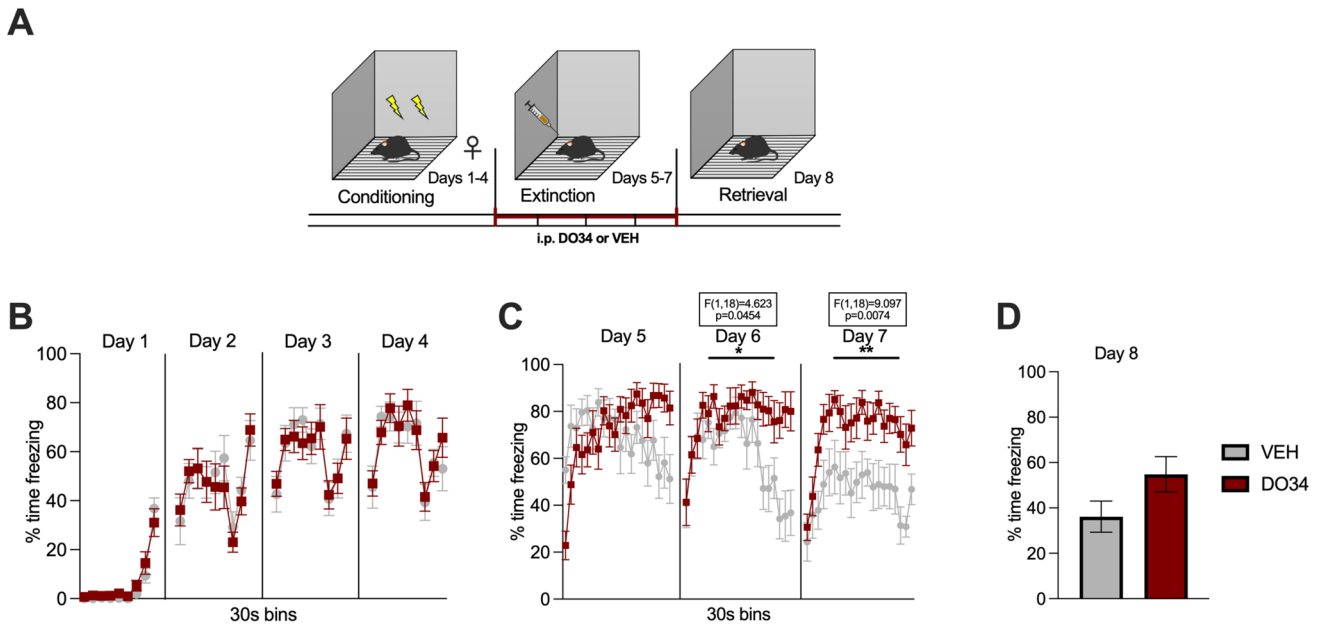 A
♀
Days 1-4
Days 5-7
Day 8
Conditioning
Extinction
Retrieval
i.p. DO34 or VEH
B
Day 1
Day 2
Day 3
Day 4
100
80
60
40
20
0
% time freezing
30s bins
C
F(1,18)=4.623
p=0.0454
F(1,18)=9.097
p=0.0074
Day 5
Day 6
Day 7
*
**
100
80
60
40
20
0
% time freezing
30s bins
D
Day 8
100
80
60
40
20
0
% time freezing
VEH
DO34